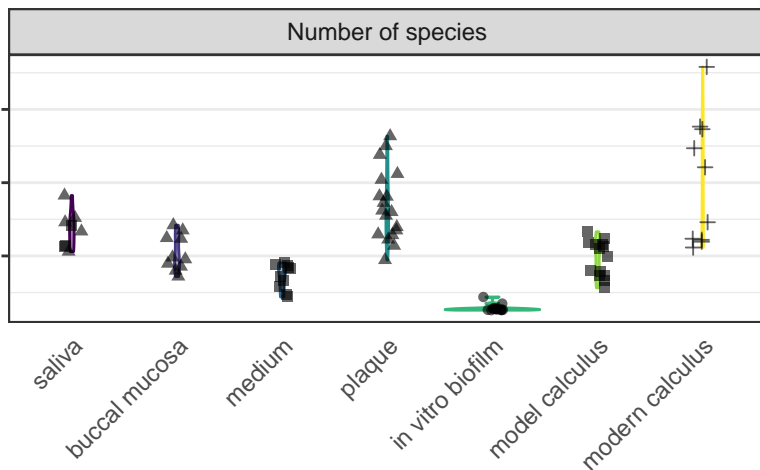 Number of species
saliva
buccal mucosa
medium
plaque
in vitro biofilm
model calculus
modern calculus